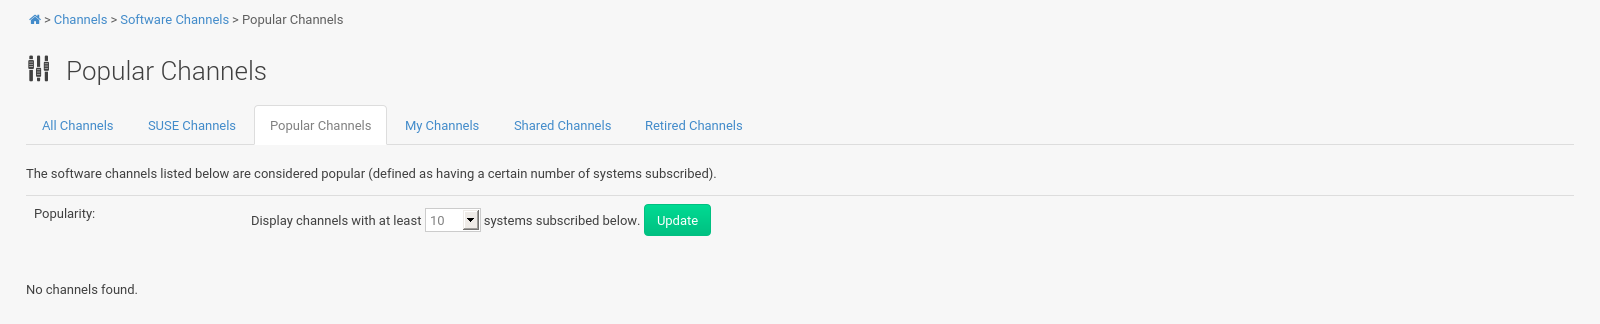 > Channels > Software Channels > Popular Channels
Popular Channels
All Channels SUSE Channels Popular Channels My Channels Shared Channels Retired Channels
The software channels listed below are considered popular (defined as having a certain number of systems subscribed).
Popularity: Display channels with at least 10 systems subscribed below. Update
No channels found.